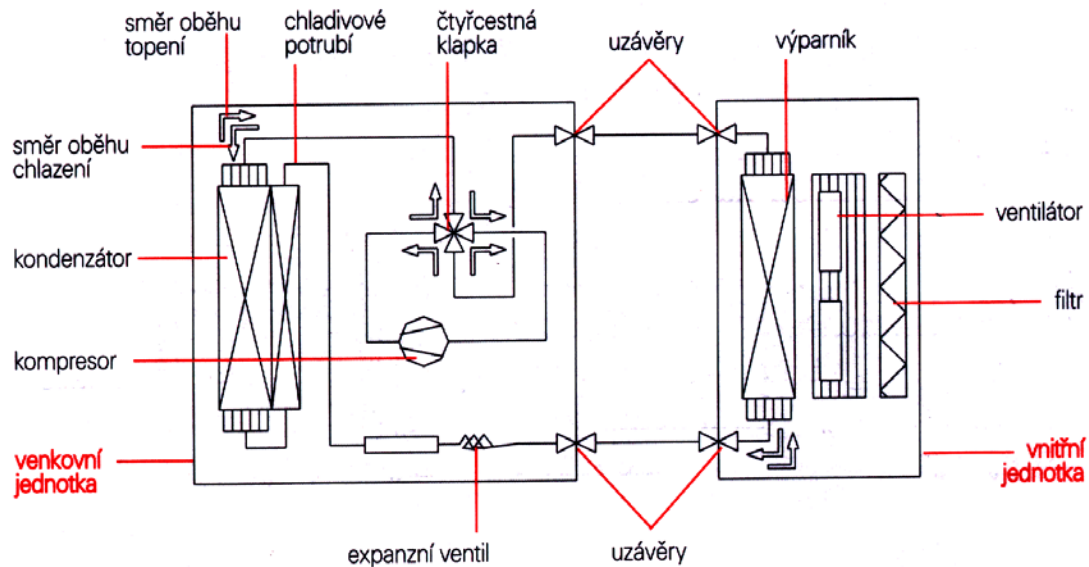 směr oběhu
topení
chladivové
potrubí
čtyřcestná
klapka
uzávěry
výparník
směr oběhu
chlazení
ventilátor
kondenzátor
filtr
kompresor
venkovní
jednotka
vnitřní
jednotka
expanzní ventil
uzávěry